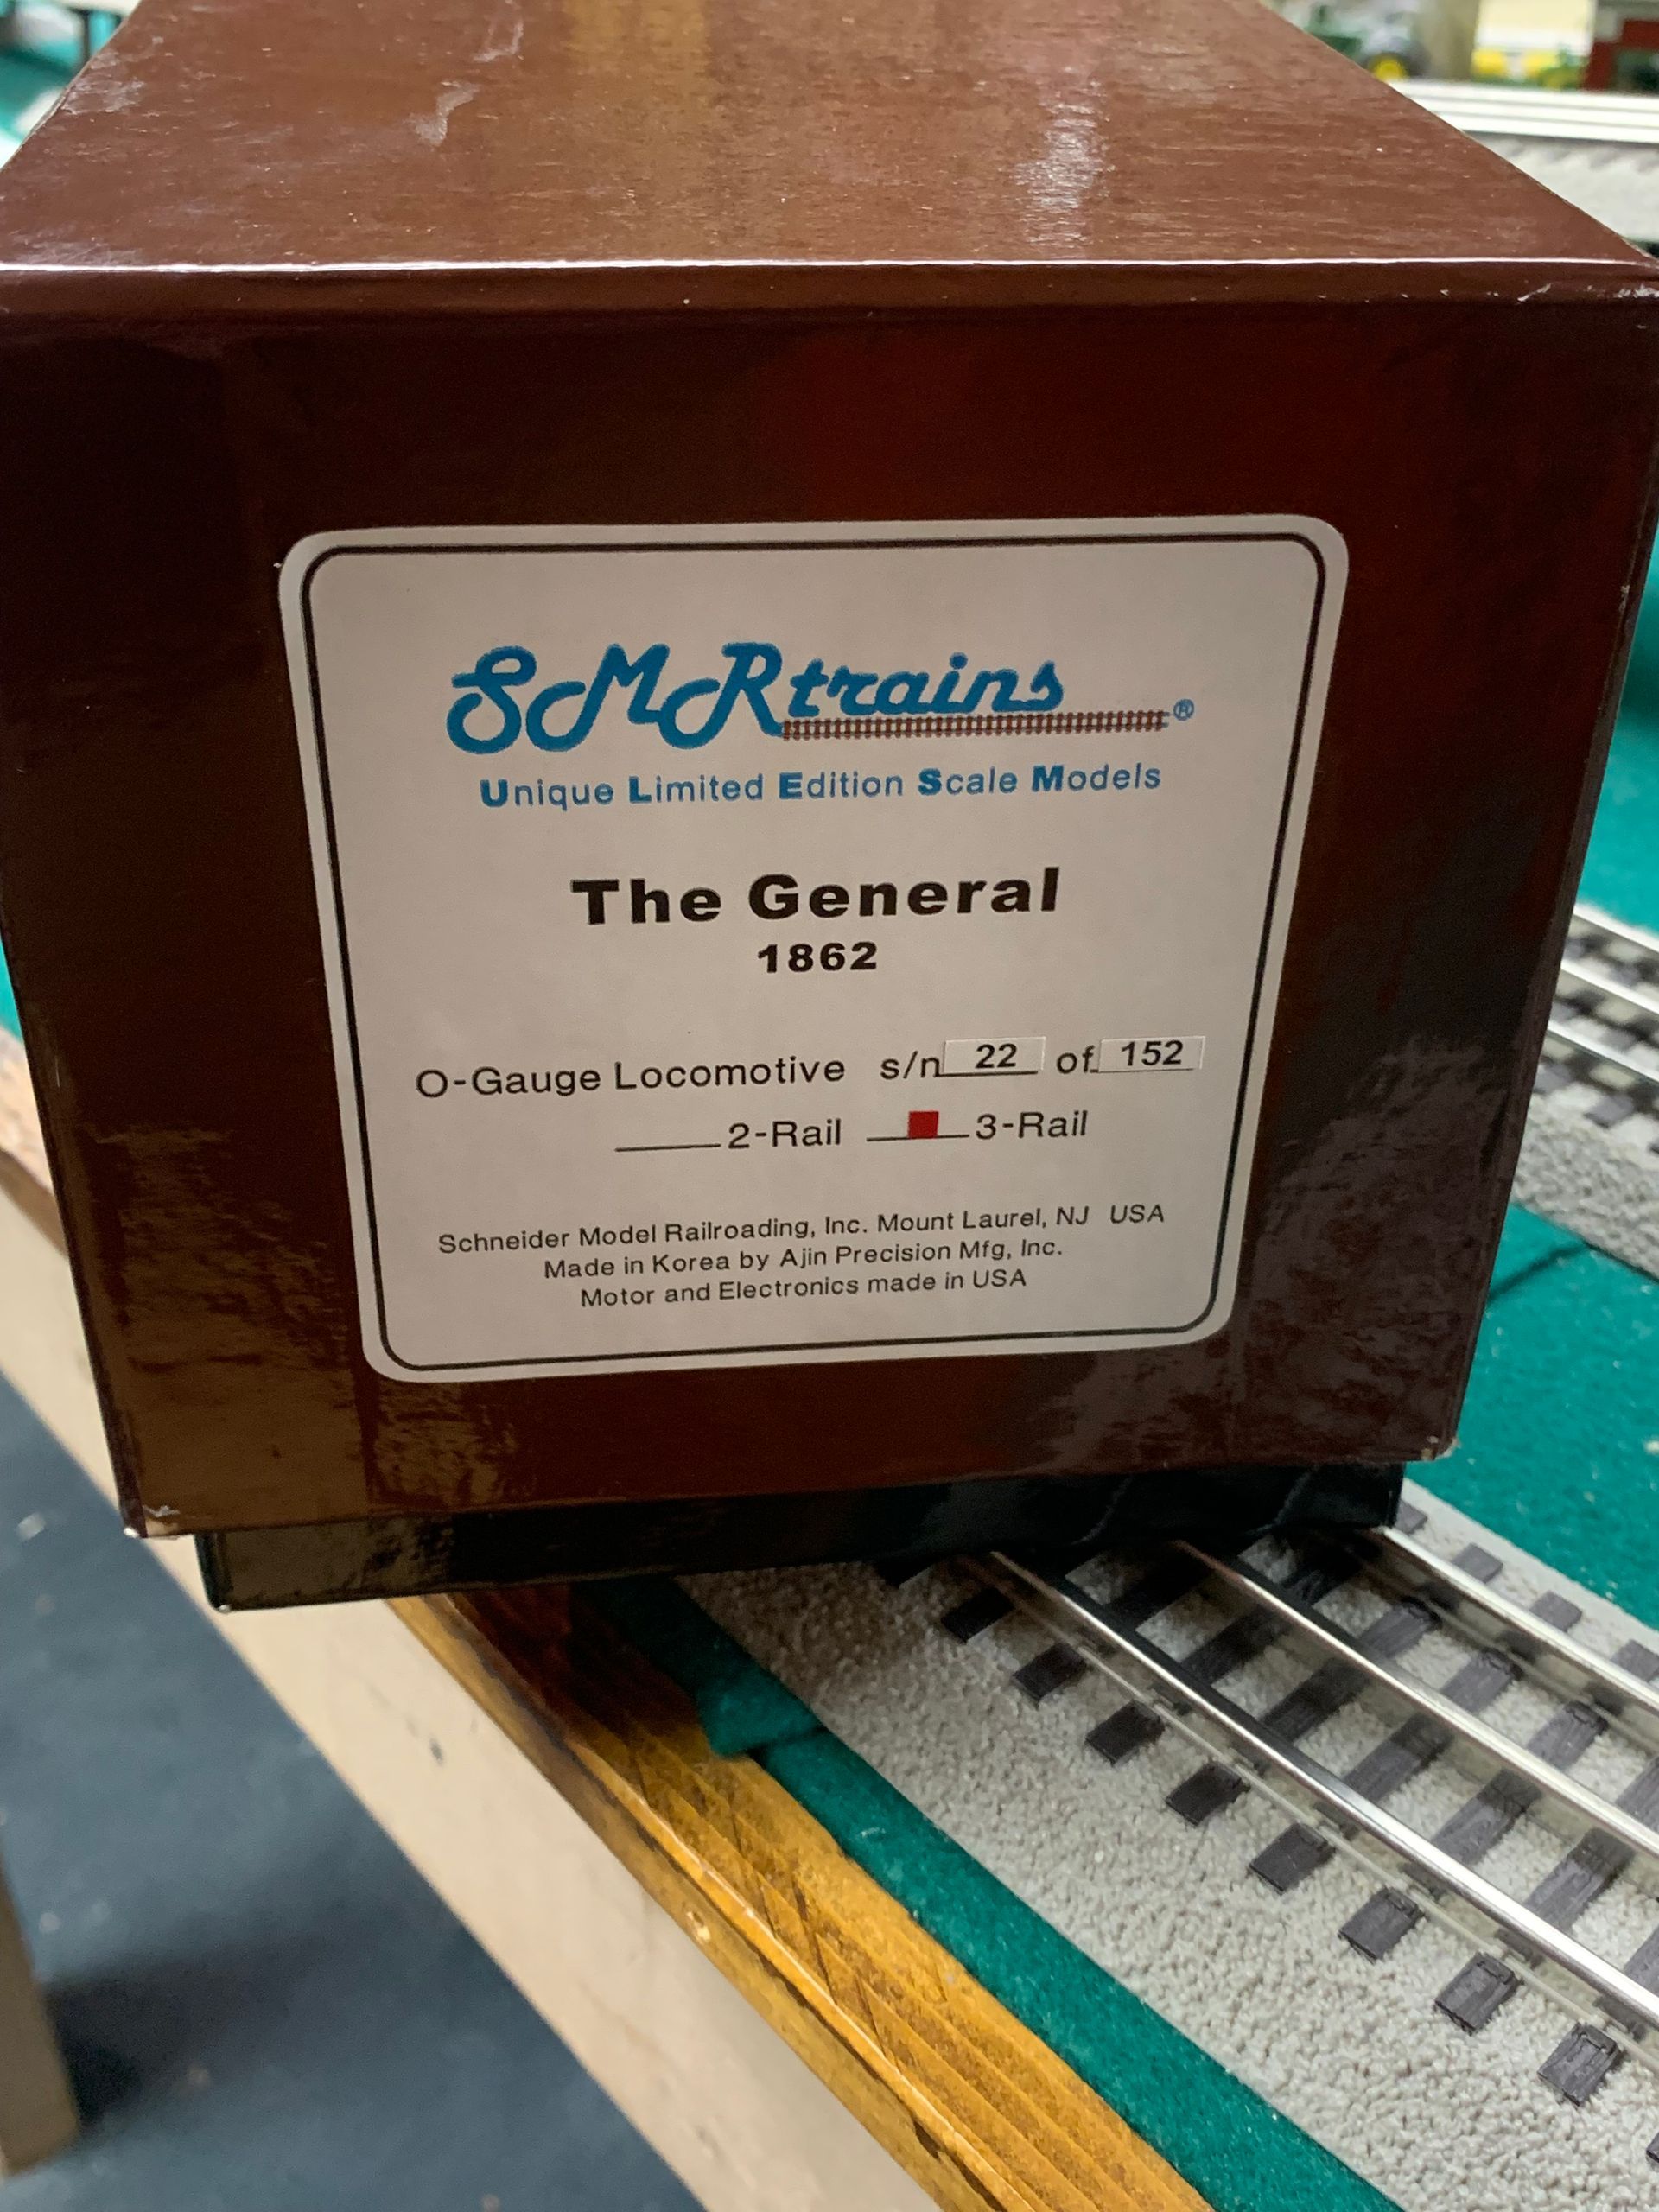 SMRtrains®
Unique Limited Edition Scale Models
The General
1862
O-Gauge Locomotive s/n 22 of 152
2-Rail 3-Rail
Schneider Model Railroading, Inc. Mount Laurel, NJ USA
Made in Korea by Ajin Precision Mfg, Inc.
Motor and Electronics made in USA